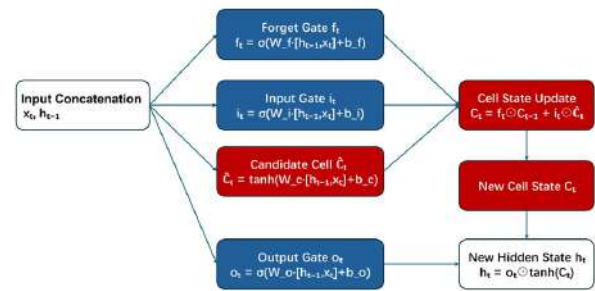 Forget Gate fₜ
fₜ = σ(W_f·[hₜ₋₁,xₜ]+b_f)
Input Concatenation
xₜ, hₜ₋₁
Input Gate iₜ
iₜ = σ(W_i·[hₜ₋₁,xₜ]+b_i)
Cell State Update
Cₜ = fₜ⊙Cₜ₋₁ + iₜ⊙C̃ₜ
Candidate Cell C̃ₜ
C̃ₜ = tanh(W_c·[hₜ₋₁,xₜ]+b_c)
New Cell State Cₜ
Output Gate oₜ
oₜ = σ(W_o·[hₜ₋₁,xₜ]+b_o)
New Hidden State hₜ
hₜ = oₜ⊙tanh(Cₜ)